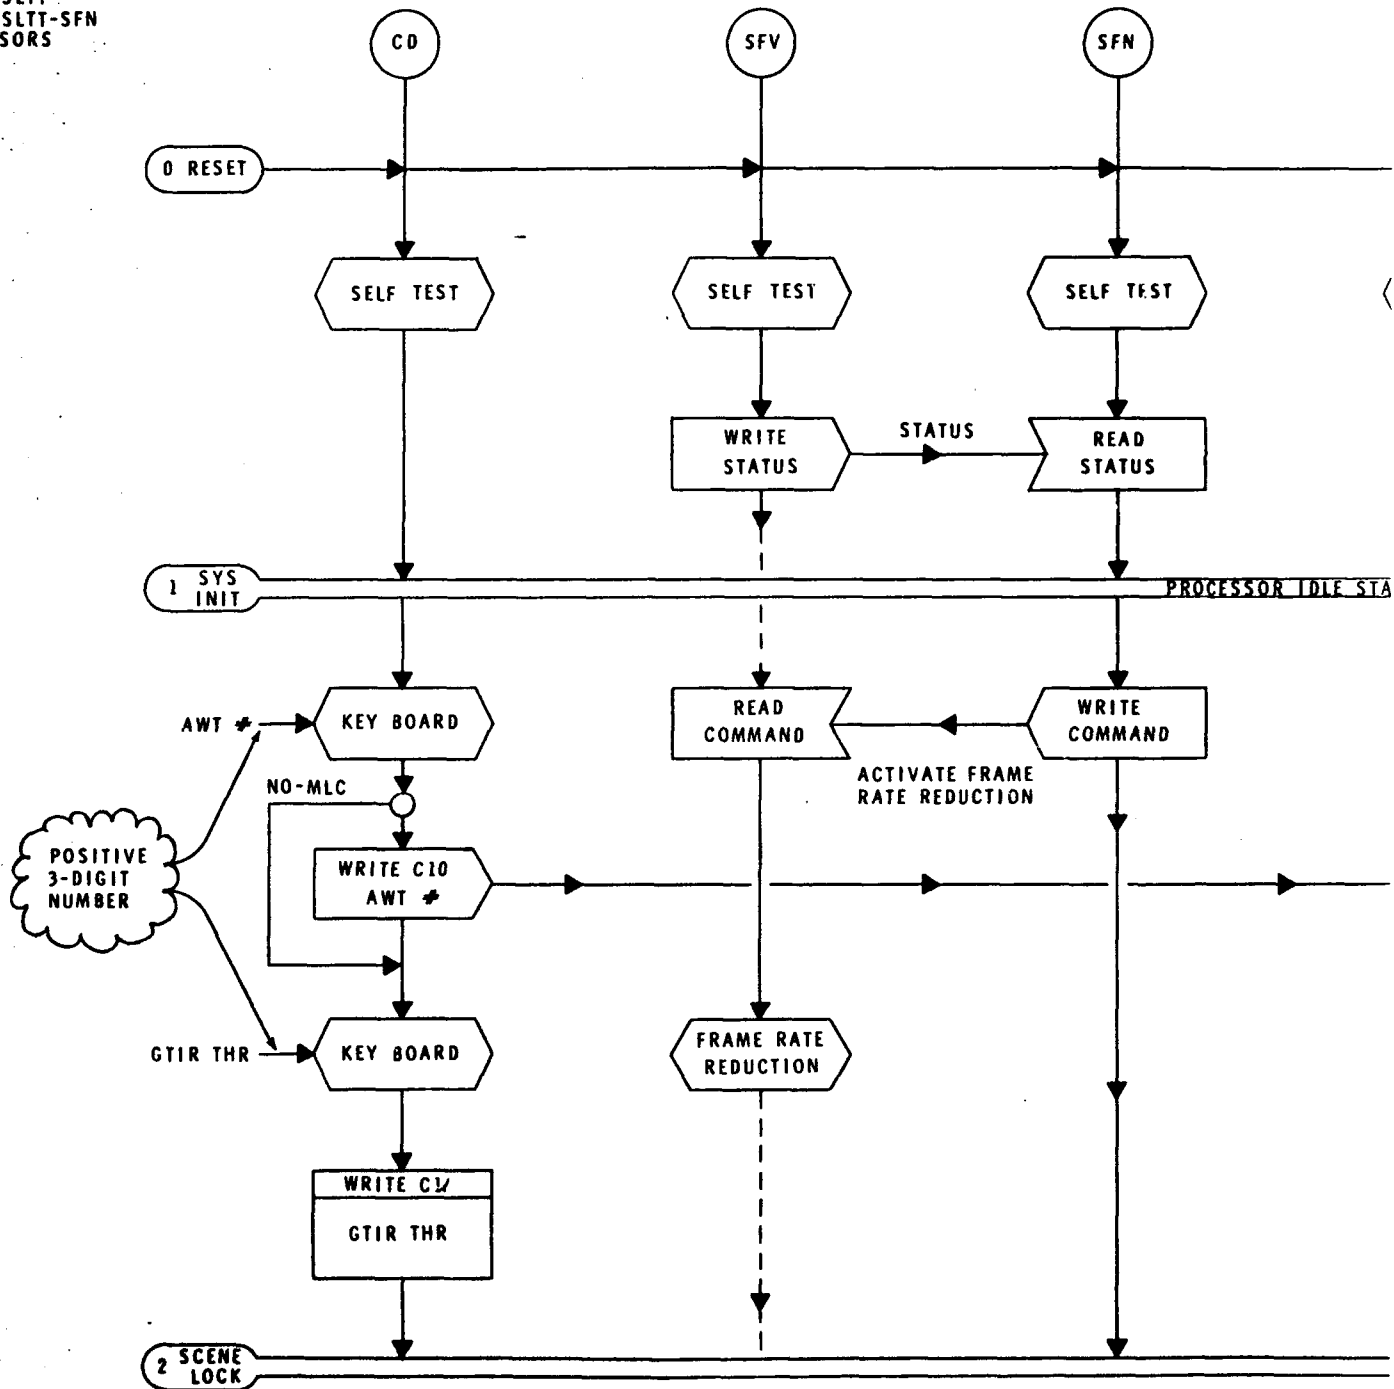 SLTT-SFN
SORS
CD
SFV
SFN
0 RESET
SELF TEST
SELF TEST
SELF TEST
WRITE
STATUS
STATUS
READ
STATUS
1 SYS
INIT
PROCESSOR IDLE STA
AWT #
KEY BOARD
READ
COMMAND
WRITE
COMMAND
NO-MLC
ACTIVATE FRAME
RATE REDUCTION
POSITIVE
3-DIGIT
NUMBER
WRITE C10
AWT #
GTIR THR
KEY BOARD
FRAME RATE
REDUCTION
WRITE
GTIR THR
2 SCENE
LOCK